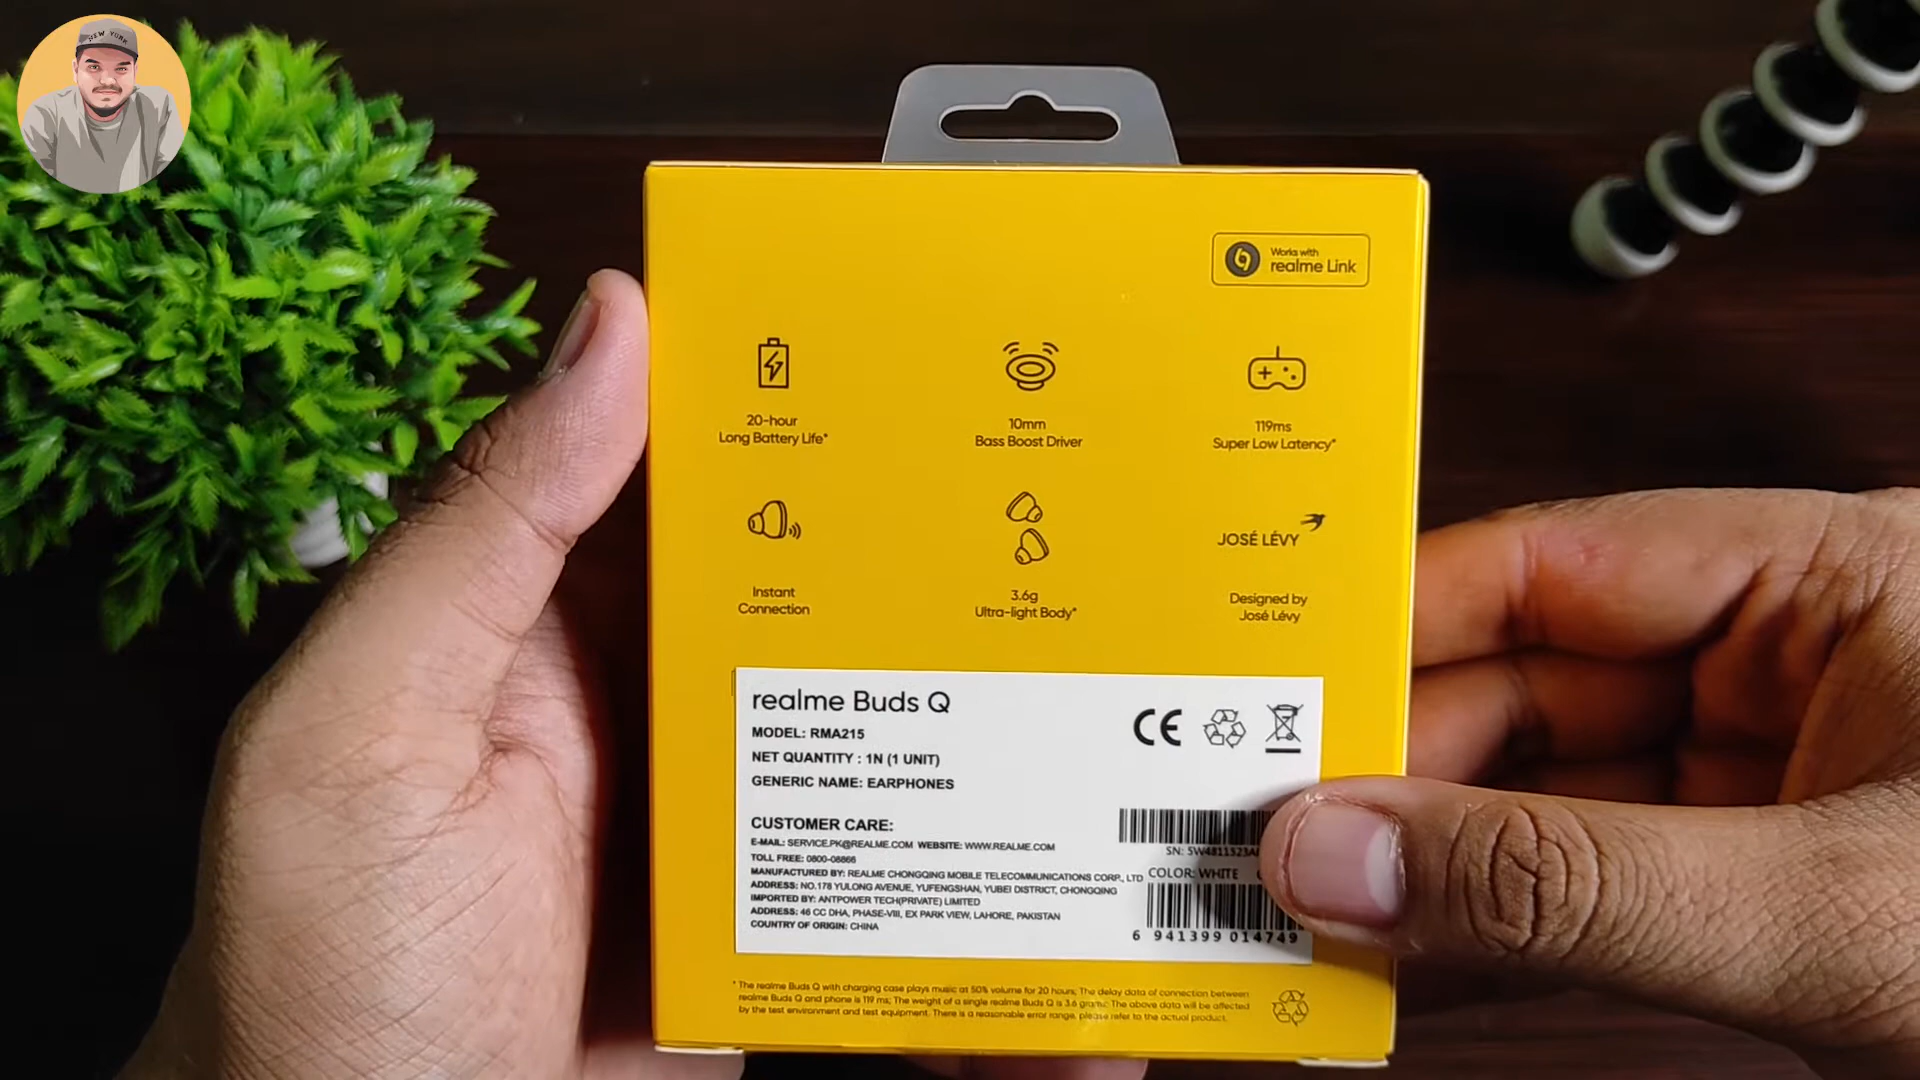 NEW YORK
Works with
realme Link
20-hour
Long Battery Life*
10mm
Bass Boost Driver
119ms
Super Low Latency*
JOSÉ LÉVY
Instant
Connection
3.6g
Ultra-light Body*
Designed by
José Lévy
realme Buds Q
MODEL: RMA215
NET QUANTITY : 1N (1 UNIT)
GENERIC NAME: EARPHONES
CE
CUSTOMER CARE:
E-MAIL: SERVICE.PK@REALME.COM WEBSITE: WWW.REALME.COM
TOLL FREE: 0800-08866
MANUFACTURED BY: REALME CHONGQING MOBILE TELECOMMUNICATIONS CORP., LTD
ADDRESS: NO.178 YULONG AVENUE, YUFENGSHAN, YUBEI DISTRICT, CHONGQING
IMPORTED BY: ANTPOWER TECH(PRIVATE) LIMITED
ADDRESS: 46 CC DHA, PHASE-VIII, EX PARK VIEW, LAHORE, PAKISTAN
COUNTRY OF ORIGIN: CHINA
SN: 5W4811523A
COLOR: WHITE
6 941399 014749
* The realme Buds Q with charging case plays music at 50% volume for 20 hours; The delay data of connection between
realme Buds Q and phone is 119 ms; The weight of a single realme Buds Q is 3.6 grams; The above data will be affected
by the test environment and test equipment. There is a reasonable error range, please refer to the actual product.